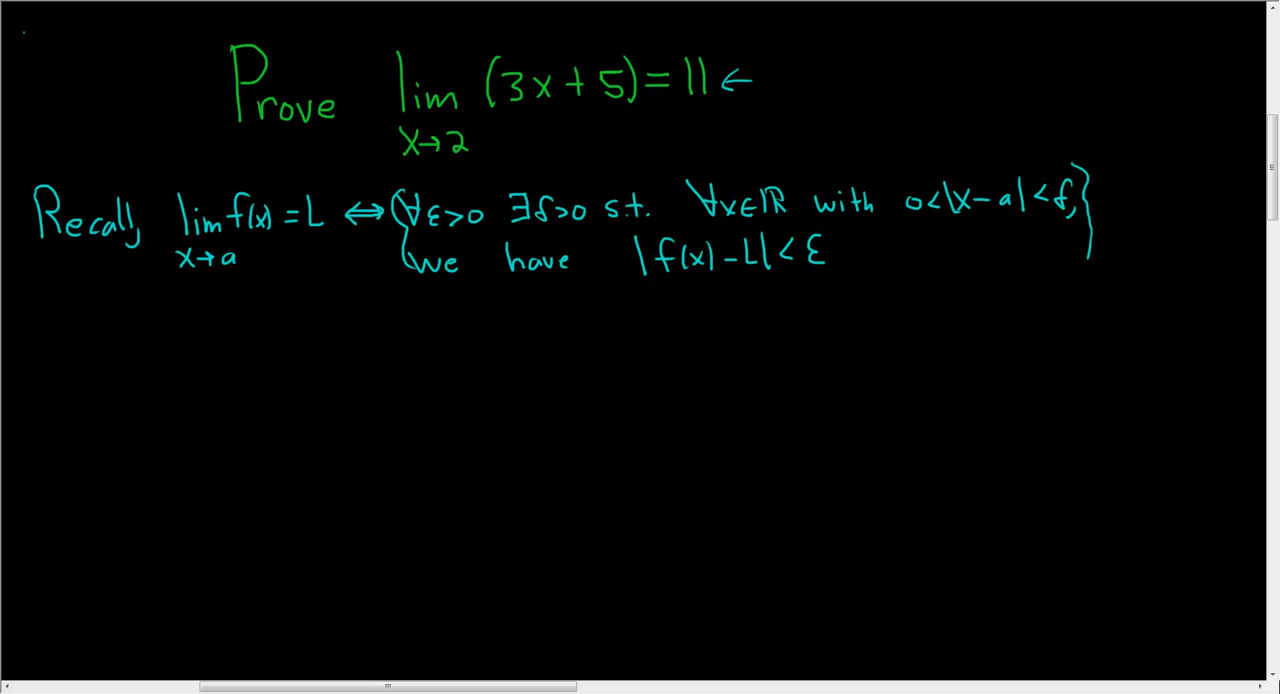 Prove lim (3x + 5) = 11 ←
x→2
Recall, lim f(x) = L ⇔ {∀ε>0 ∃δ>0 s.t. ∀x∈ℝ with 0<|x-a|<δ,}
x→a we have |f(x)-L|<ε